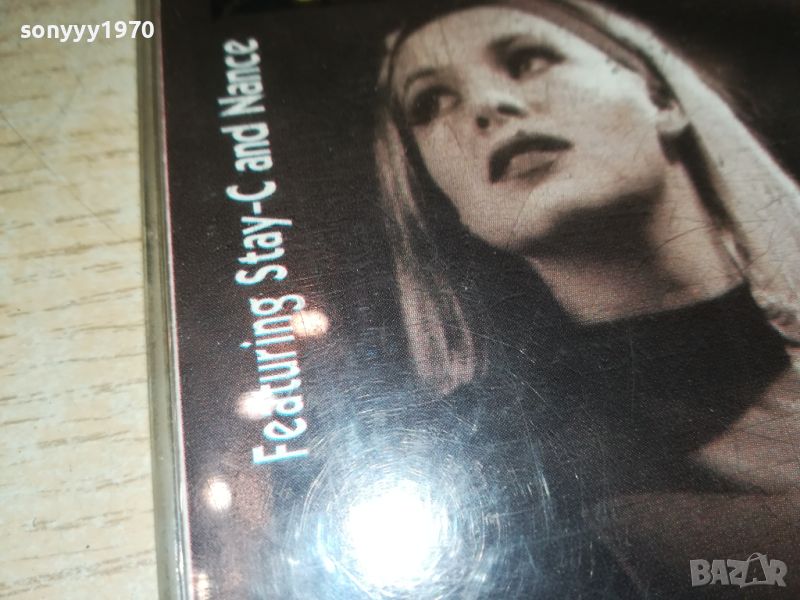 sonyyy1970
Featuring Stay-C and Nance
BAZAR